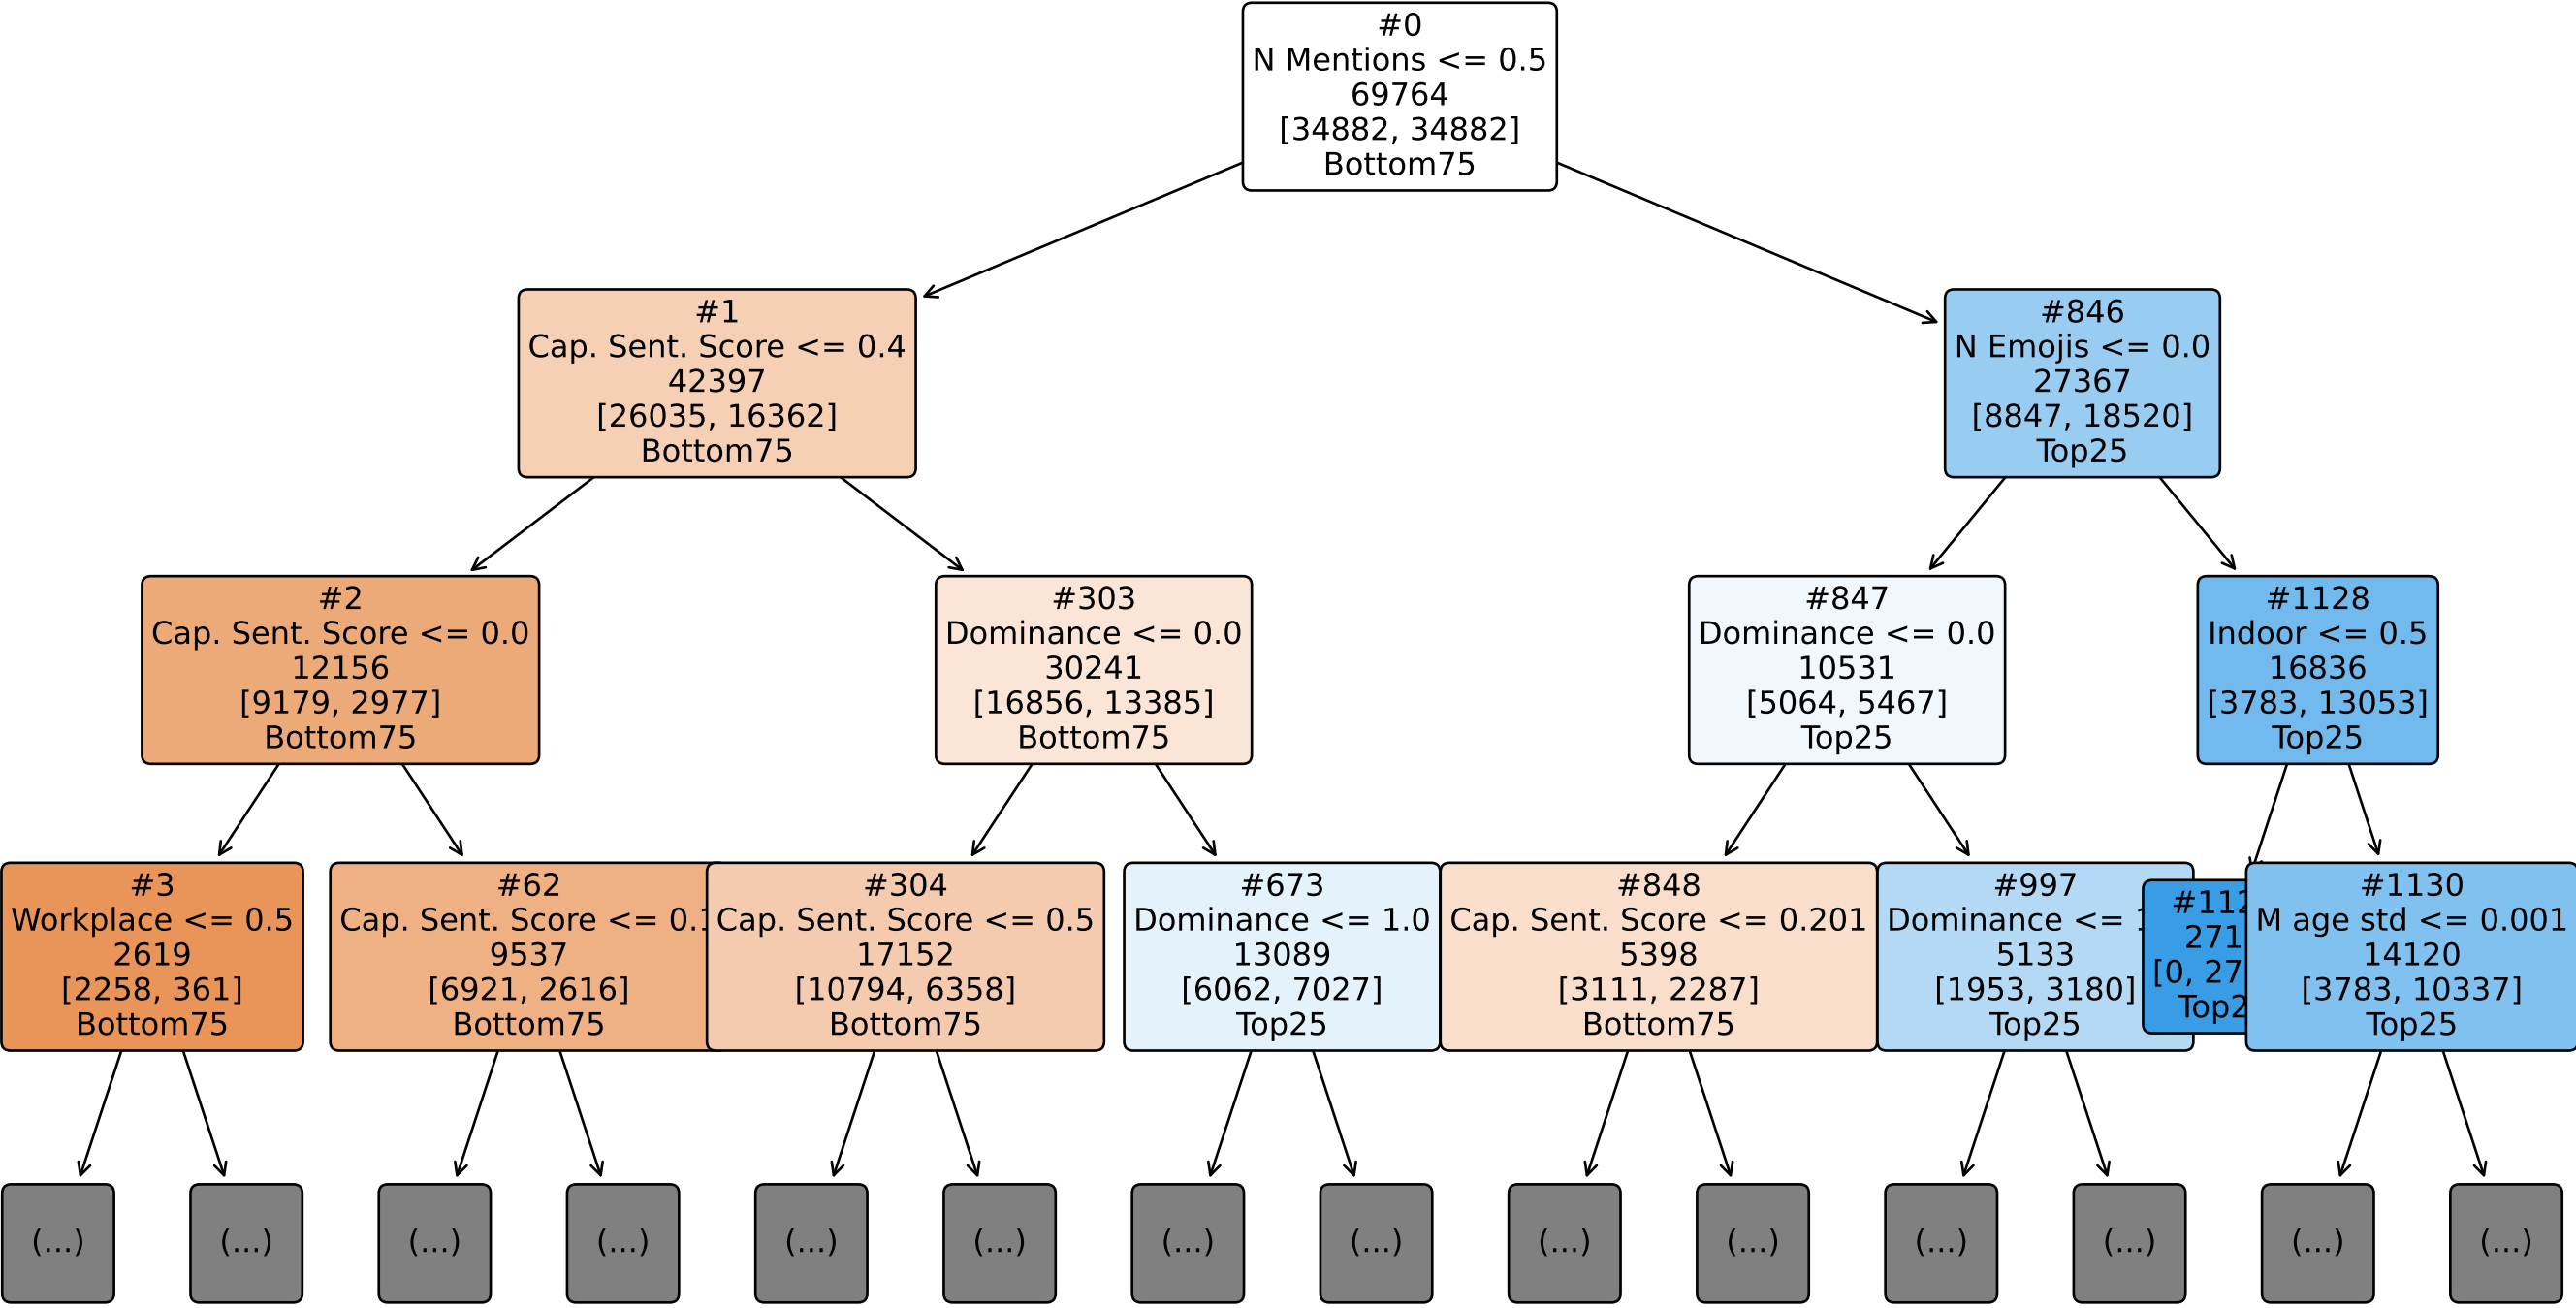 #0
N Mentions <= 0.5
69764
[34882, 34882]
Bottom75
#1
Cap. Sent. Score <= 0.4
42397
[26035, 16362]
Bottom75
#846
N Emojis <= 0.0
27367
[8847, 18520]
Top25
#2
Cap. Sent. Score <= 0.0
12156
[9179, 2977]
Bottom75
#303
Dominance <= 0.0
30241
[16856, 13385]
Bottom75
#847
Dominance <= 0.0
10531
[5064, 5467]
Top25
#1128
Indoor <= 0.5
16836
[3783, 13053]
Top25
#3
Workplace <= 0.5
2619
[2258, 361]
Bottom75
#62
Cap. Sent. Score <=
9537
[6921, 2616]
Bottom75
#304
Cap. Sent. Score <= 0.5
17152
[10794, 6358]
Bottom75
#673
Dominance <= 1.0
13089
[6062, 7027]
Top25
#848
Cap. Sent. Score <= 0.201
5398
[3111, 2287]
Bottom75
#997
Dominance <=
5133
[1953, 3180]
Top25
[0,
#1130
M age std <= 0.001
14120
[3783, 10337]
Top25
(...)
(...)
(...)
(...)
(...)
(...)
(...)
(...)
(...)
(...)
(...)
(...)
(...)
(...)